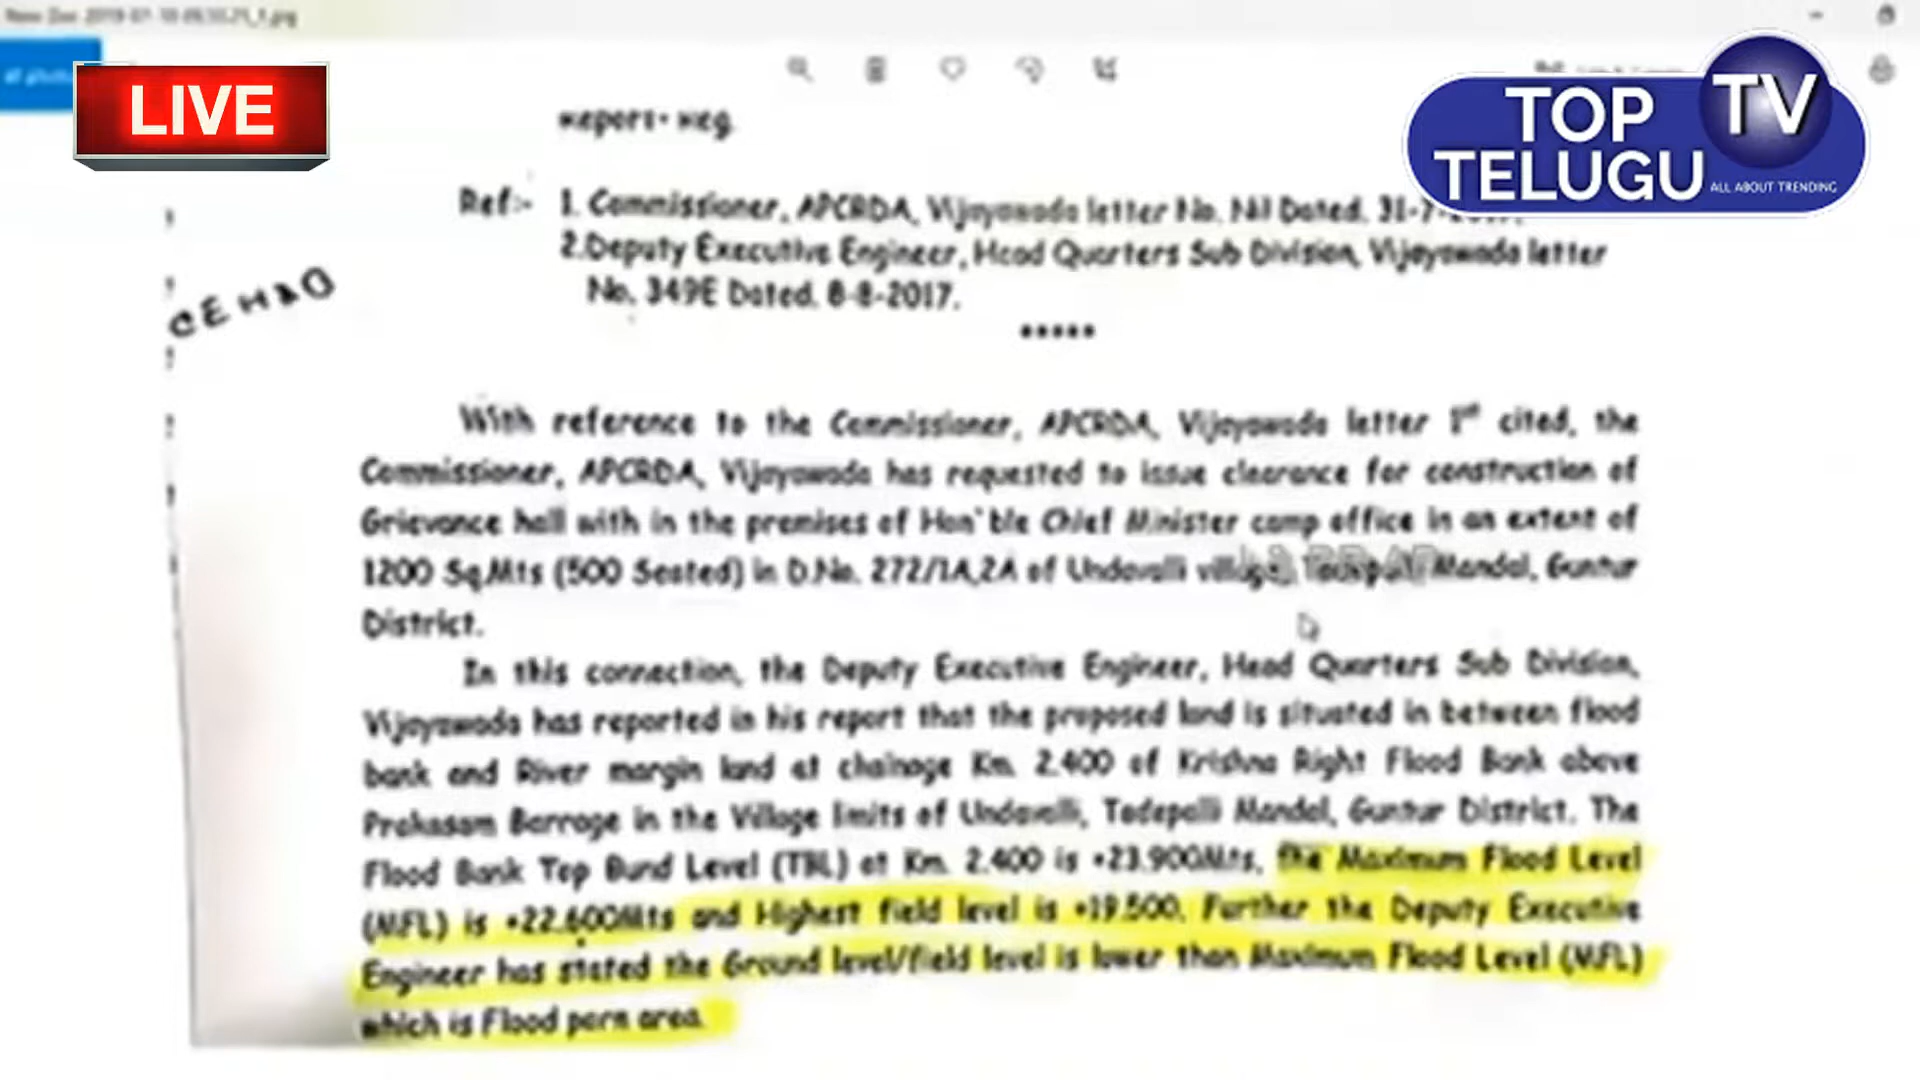 New Doc 2019-07-18
LIVE
TOP TELUGU TV
ALL ABOUT TRENDING
Report- Reg.
Ref:- 1. Commissioner, APCRDA, Vijayawada letter No. Nil Dated. 31-7-
2.Deputy Executive Engineer, Head Quarters Sub Division, Vijayawada letter
No. 349E Dated. 8-8-2017.
*****
With reference to the Commissioner, APCRDA, Vijayawada letter 1st cited, the
Commissioner, APCRDA, Vijayawada has requested to issue clearance for construction of
Grievance hall with in the premises of Hon'ble Chief Minister camp office in an extent of
1200 Sq.Mts (500 Seated) in D.No. 272/1A,2A of Undavalli village, Tadepalli Mandal, Guntur
District.
In this connection, the Deputy Executive Engineer, Head Quarters Sub Division,
Vijayawada has reported in his report that the proposed land is situated in between flood
bank and River margin land at chainage Km. 2.400 of Krishna Right Flood Bank above
Prakasam Barrage in the Village limits of Undavalli, Tadepalli Mandal, Guntur District. The
Flood Bank Top Bund Level (TBL) at Km. 2.400 is +23.900Mts, the Maximum Flood Level
(MFL) is +22.600Mts and Highest field level is +19.500. Further the Deputy Executive
Engineer has stated the Ground level/field level is lower than Maximum Flood Level (MFL)
which is Flood porn area.